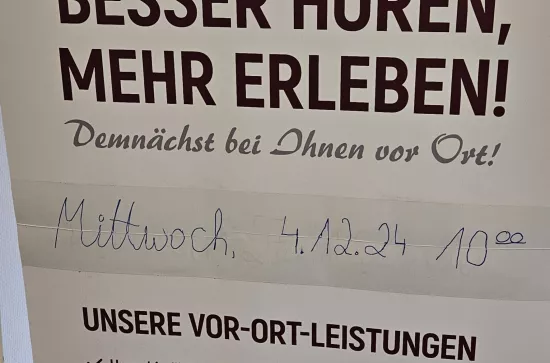 BESSER HÖREN,
MEHR ERLEBEN!
Demnächst bei Ihnen vor Ort!
Mittwoch, 4.12.24 10⁰⁰
UNSERE VOR-ORT-LEISTUNGEN